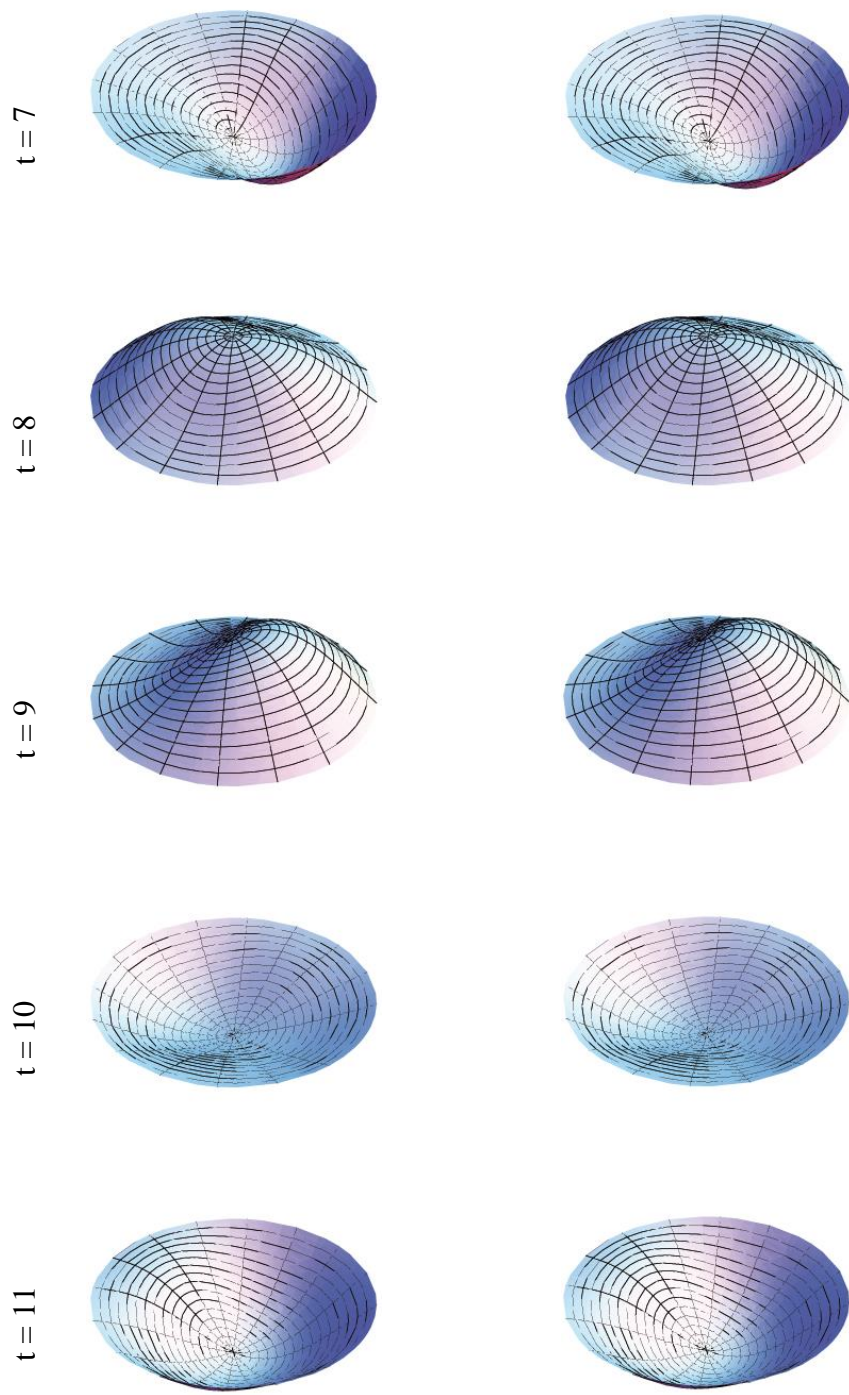 t = 7
t = 8
t = 9
t = 10
t = 11